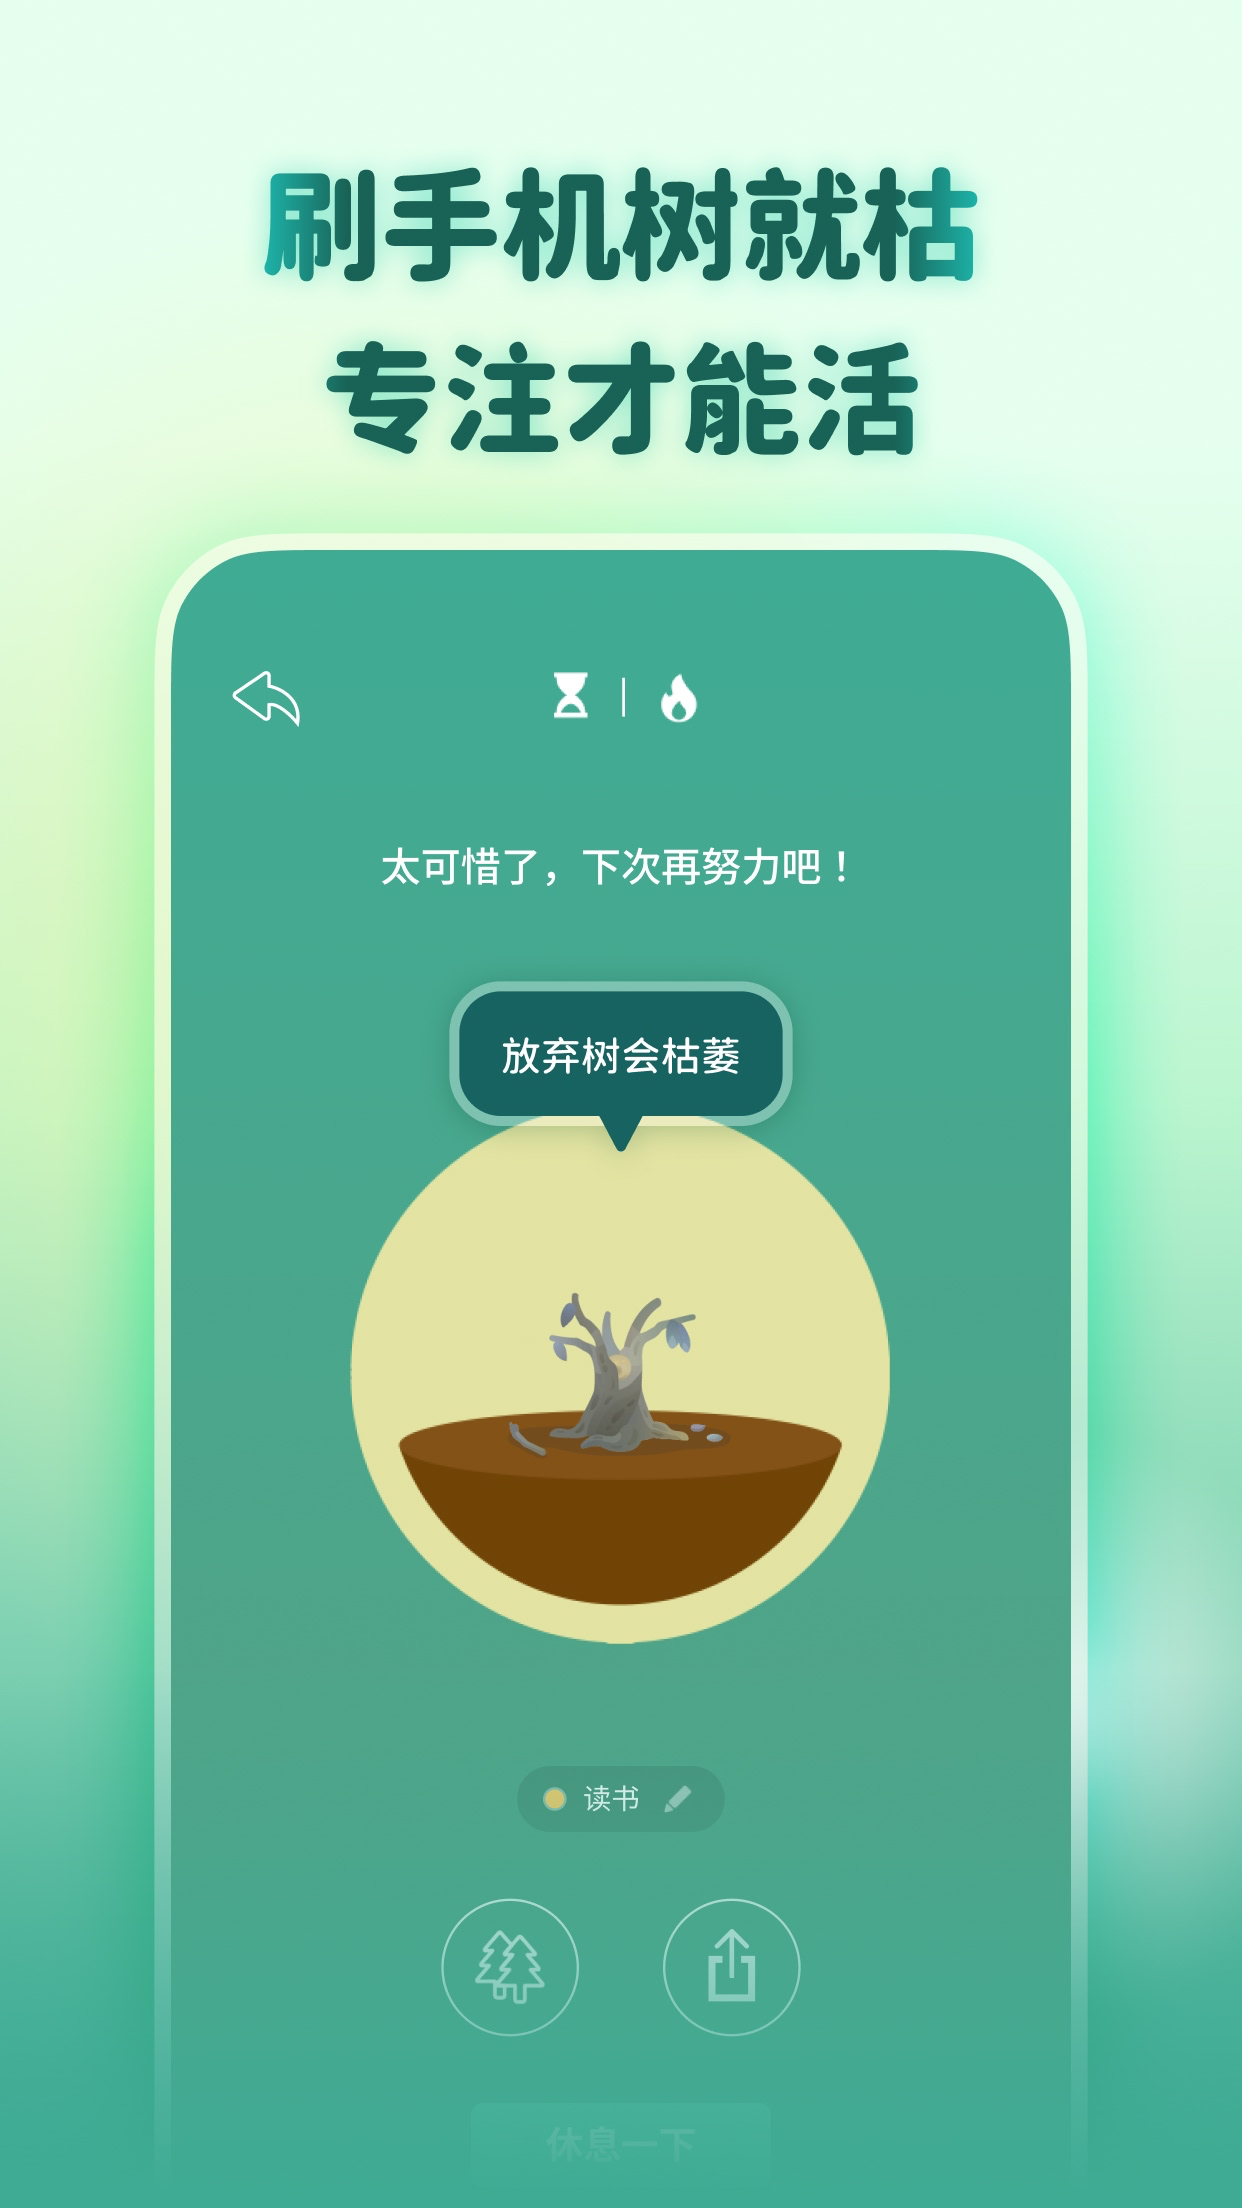 刷手机树就枯
专注才能活
太可惜了，下次再努力吧！
放弃树会枯萎
读书
休息一下